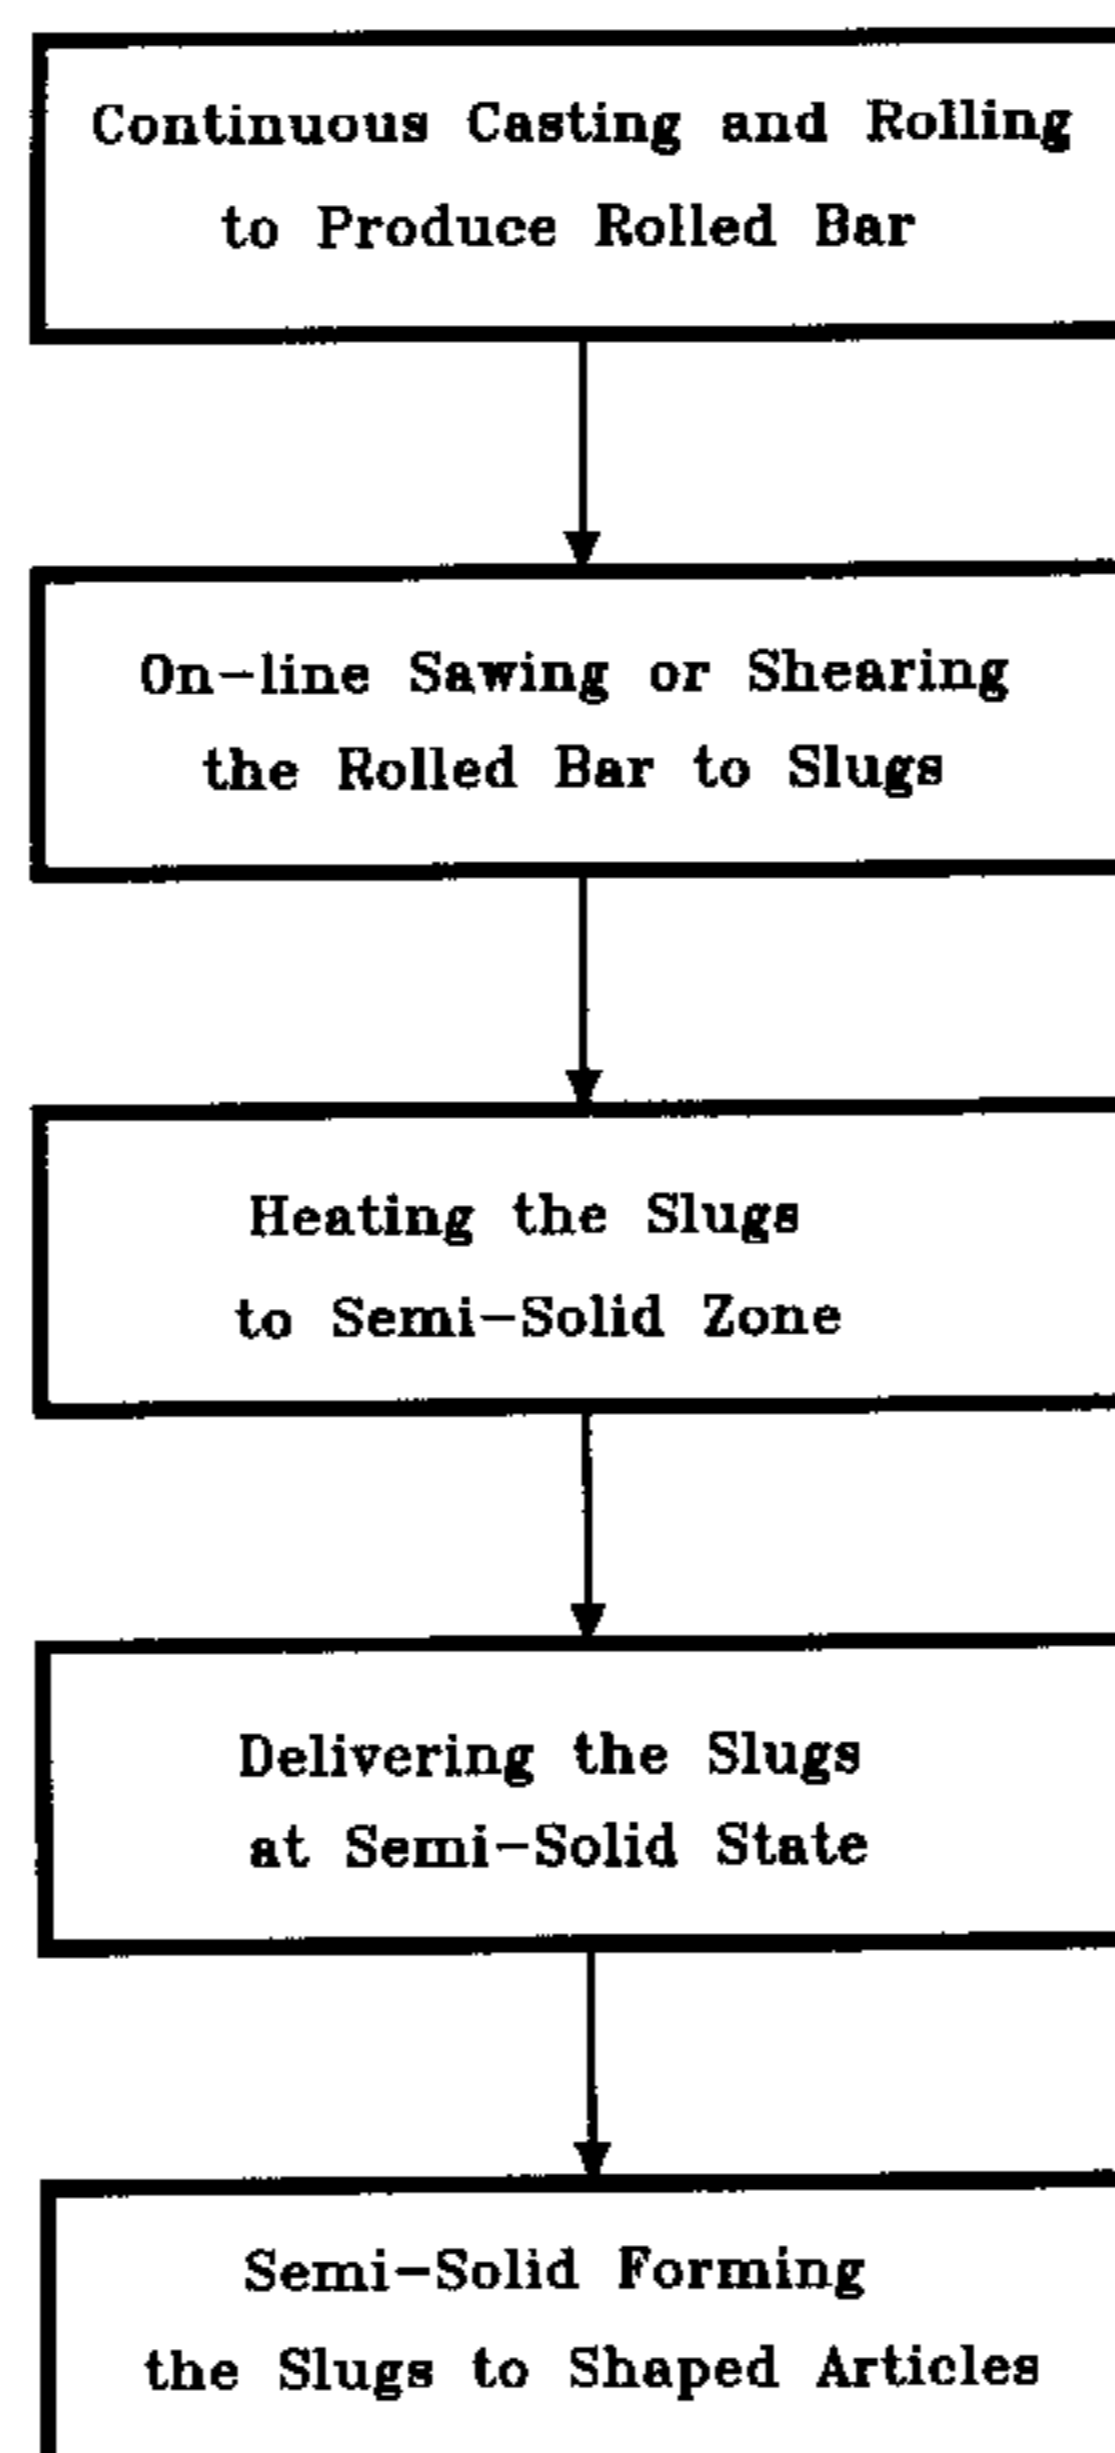 Continuous Casting and Rolling
to Produce Rolled Bar
On-line Sawing or Shearing
the Rolled Bar to Slugs
Heating the Slugs
to Semi-Solid Zone
Delivering the Slugs
at Semi-Solid State
Semi-Solid Forming
the Slugs to Shaped Articles